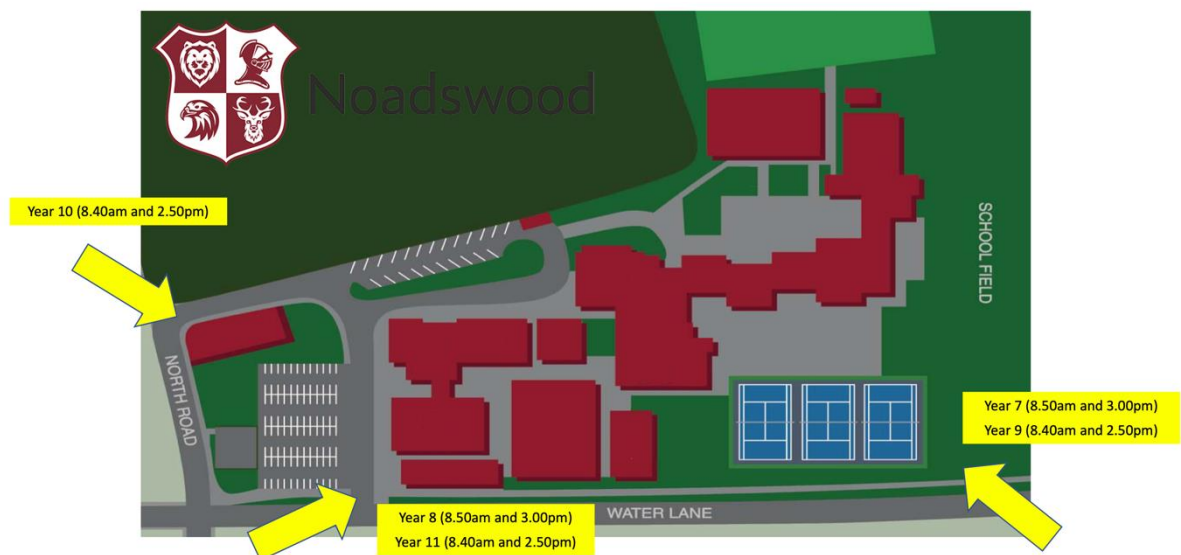 Noadswood
Year 10 (8.40am and 2.50pm)
SCHOOL FIELD
NORTH ROAD
Year 7 (8.50am and 3.00pm)
Year 9 (8.40am and 2.50pm)
Year 8 (8.50am and 3.00pm)
Year 11 (8.40am and 2.50pm)
WATER LANE